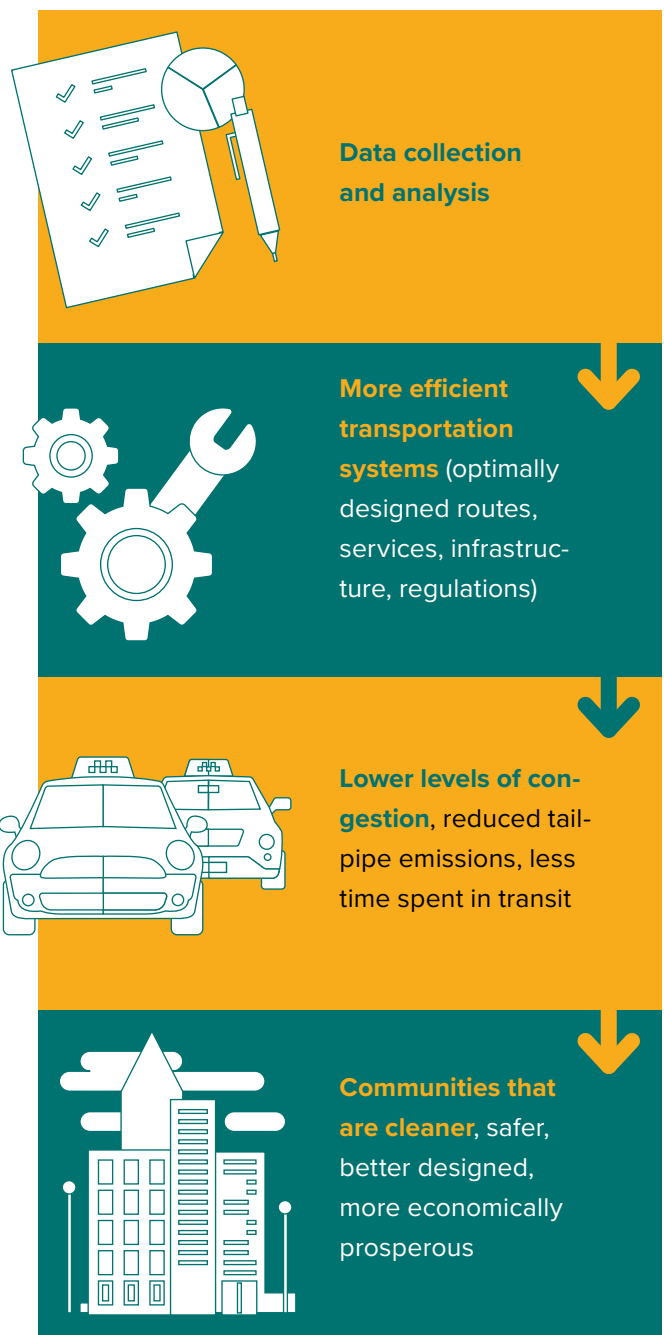 Data collection
and analysis
More efficient
transportation
systems (optimally
designed routes,
services, infrastruc-
ture, regulations)
Lower levels of con-
gestion, reduced tail-
pipe emissions, less
time spent in transit
Communities that
are cleaner, safer,
better designed,
more economically
prosperous